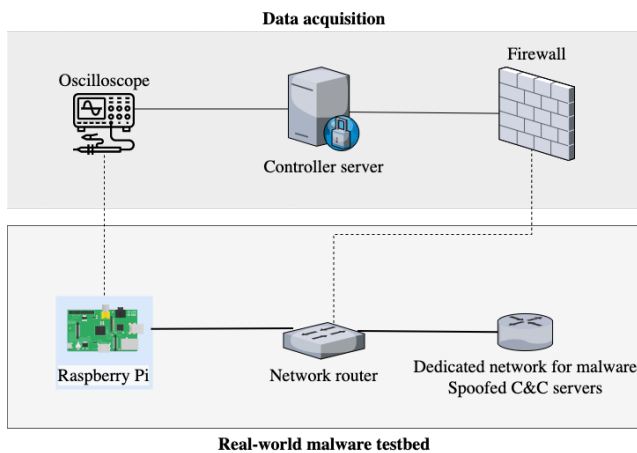 Data acquisition
Firewall
Oscilloscope
Controller server
Raspberry Pi
Network router
Dedicated network for malware
Spoofed C&C servers
Real-world malware testbed